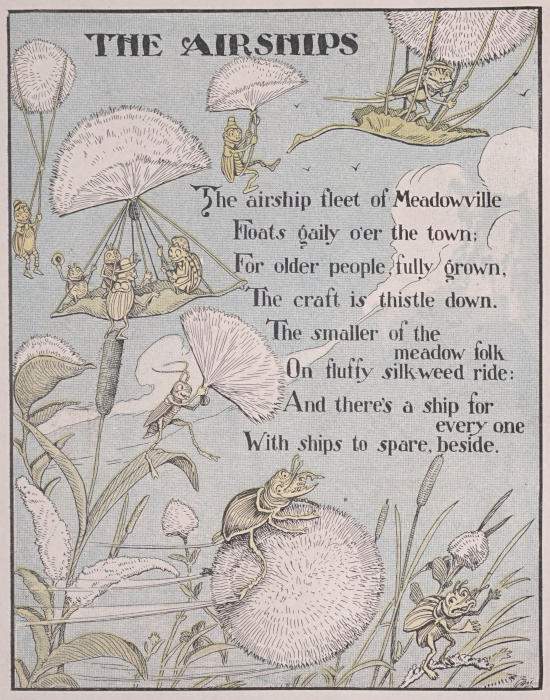 THE AIRSHIPS
The airship fleet of Meadowville
Floats gaily o'er the town;
For older people, fully grown,
The craft is thistle down.
The smaller of the
meadow folk
On fluffy silkweed ride:
And there's a ship for
every one
With ships to spare, beside.